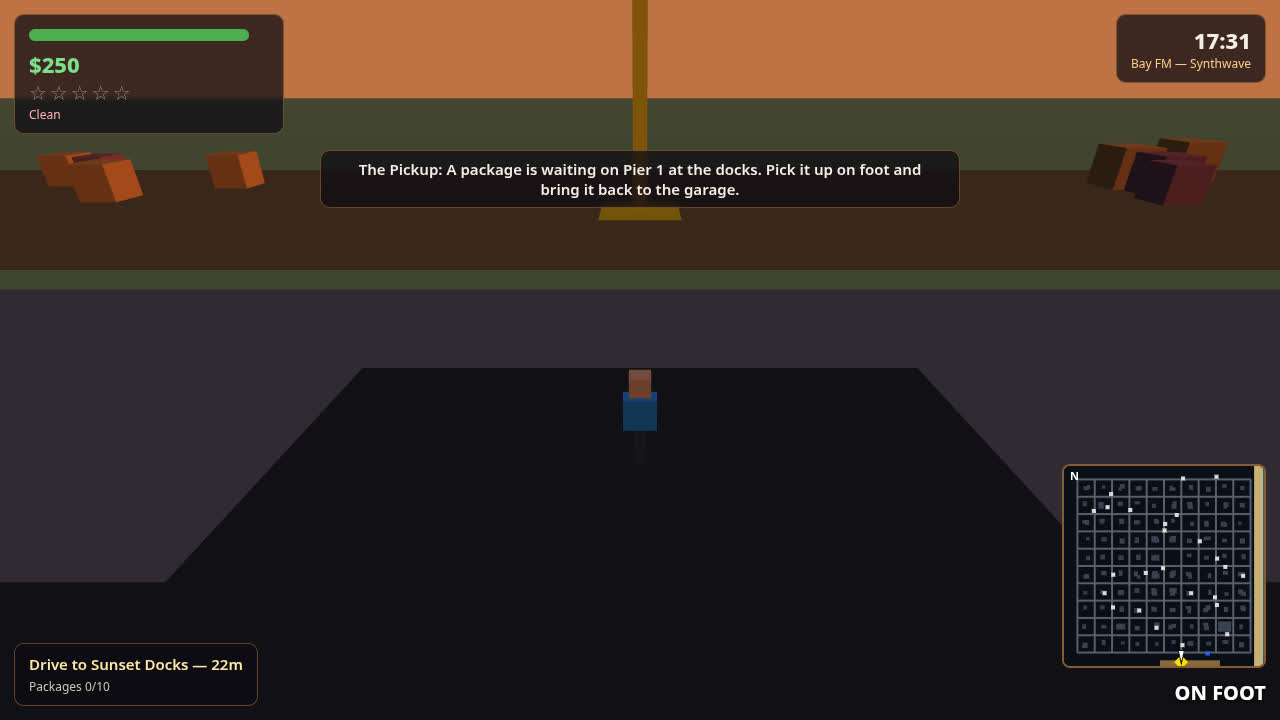 $250
☆☆☆☆☆
Clean
17:31
Bay FM — Synthwave
The Pickup: A package is waiting on Pier 1 at the docks. Pick it up on foot and
bring it back to the garage.
N
Drive to Sunset Docks — 22m
Packages 0/10
ON FOOT